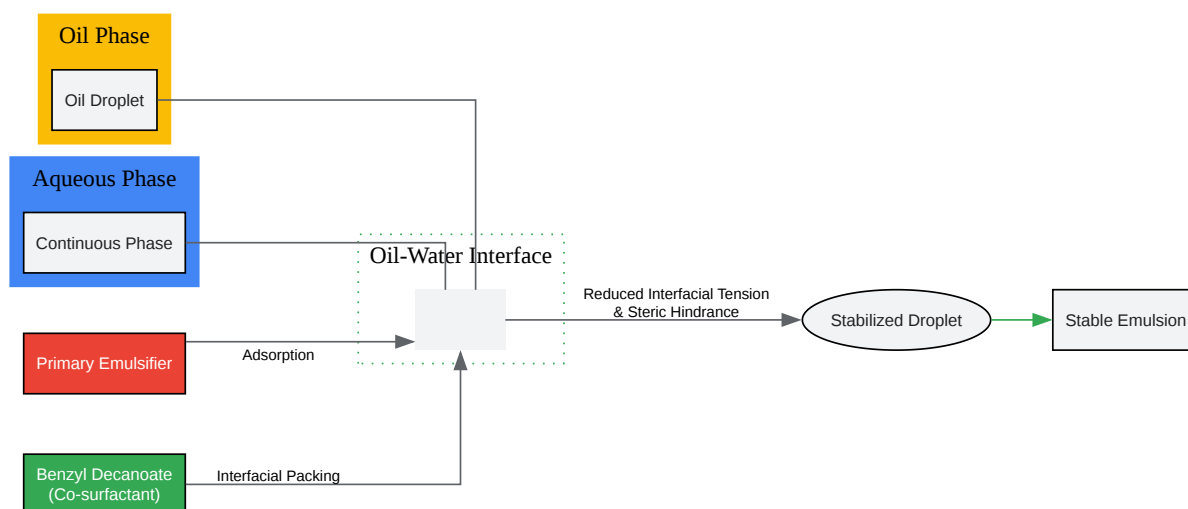 Oil Phase
Oil Droplet
Aqueous Phase
Continuous Phase
Oil-Water Interface
Reduced Interfacial Tension
& Steric Hindrance
Stabilized Droplet
Stable Emulsion
Primary Emulsifier
Adsorption
Benzyl Decanoate
(Co-surfactant)
Interfacial Packing